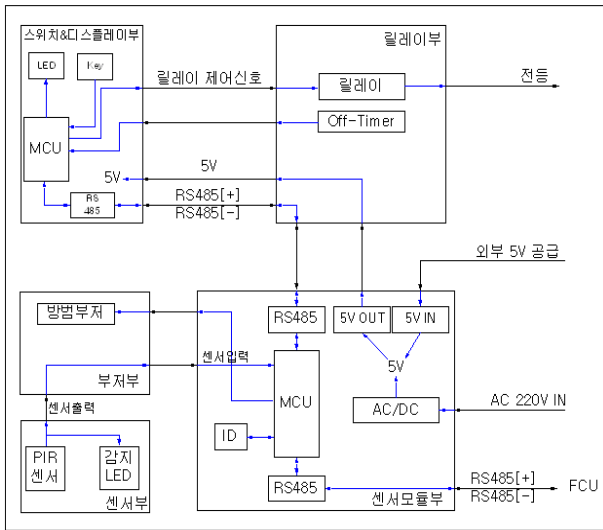 스위치&디스플레이부
LED
Key
MCU
5V
RS
485
릴레이 제어신호
5V
RS485[+]
RS485[-]
릴레이부
릴레이
Off-Timer
전등
외부 5V 공급
방범부저
부저부
센서출력
PIR
센서
감지
LED
센서부
센서입력
RS485
5V OUT
5V IN
5V
MCU
AC/DC
AC 220V IN
ID
RS485
센서모듈부
RS485[+]
RS485[-]
FCU